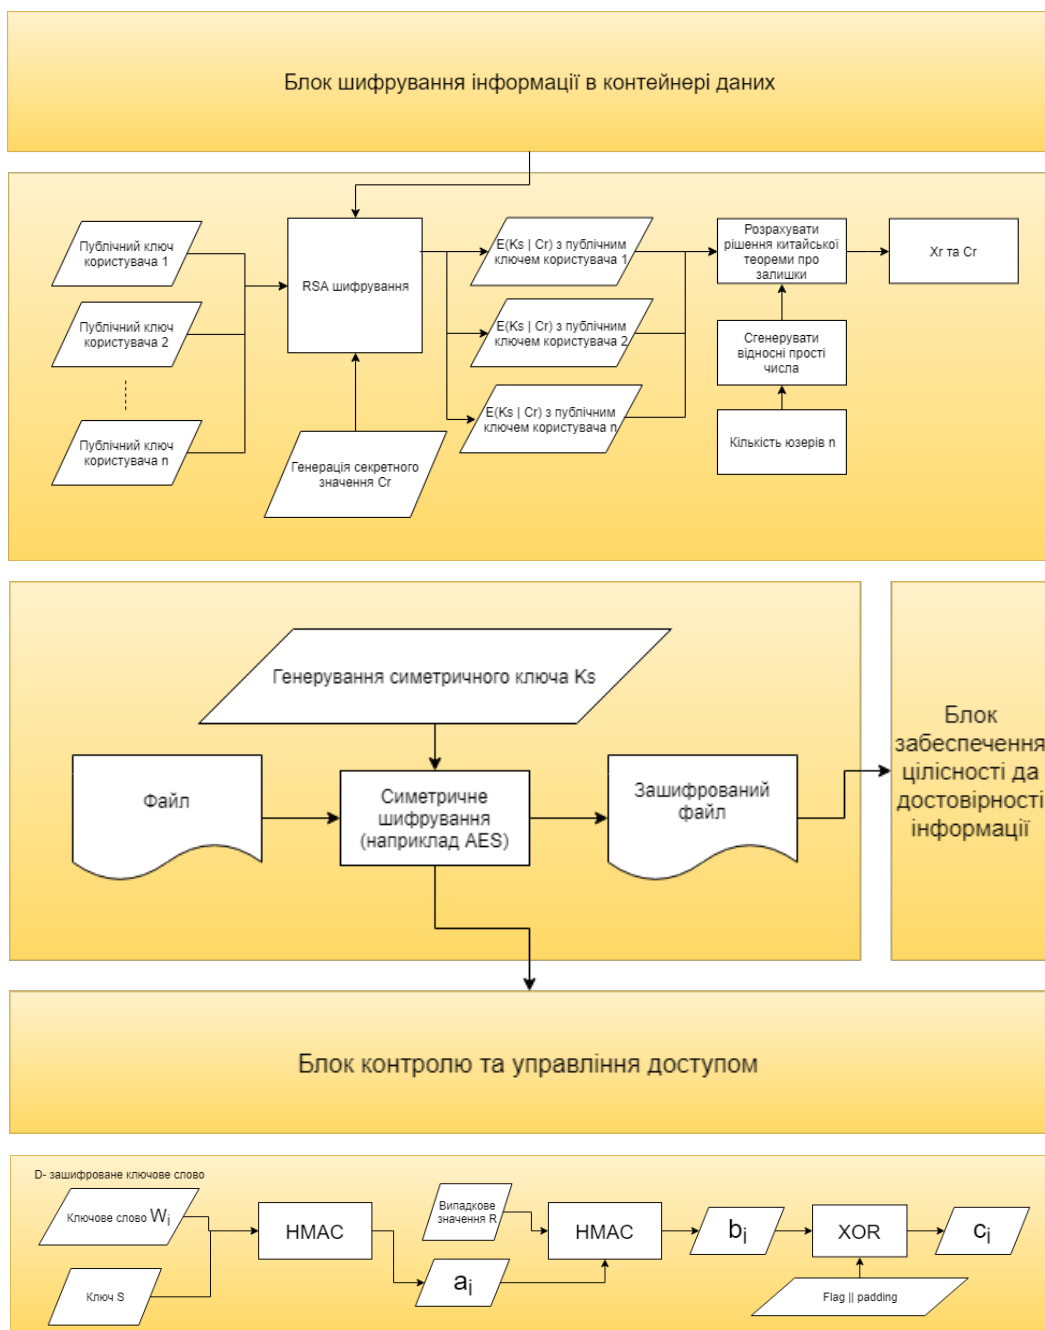 Блок шифрування інформації в контейнері даних
Публічний ключ
користувача 1
Публічний ключ
користувача 2
Публічний ключ
користувача n
RSA шифрування
Генерація секретного
значення Cr
E(Ks | Cr) з публічним
ключем користувача 1
E(Ks | Cr) з публічним
ключем користувача 2
E(Ks | Cr) з публічним
ключем користувача n
Розрахувати
рішення китайської
теореми про
залишки
Xr та Cr
Сгенерувати
відносні прості
числа
Кількість юзерів n
Генерування симетричного ключа Ks
Файл
Симетричне
шифрування
(наприклад AES)
Зашифрований
файл
Блок
забеспечення
цілісності да
достовірності
інформації
Блок контролю та управління доступом
D- зашифроване ключове слово
Ключове слово Wi
Ключ S
HMAC
ai
Випадкове
значення R
HMAC
bi
XOR
ci
Flag || padding